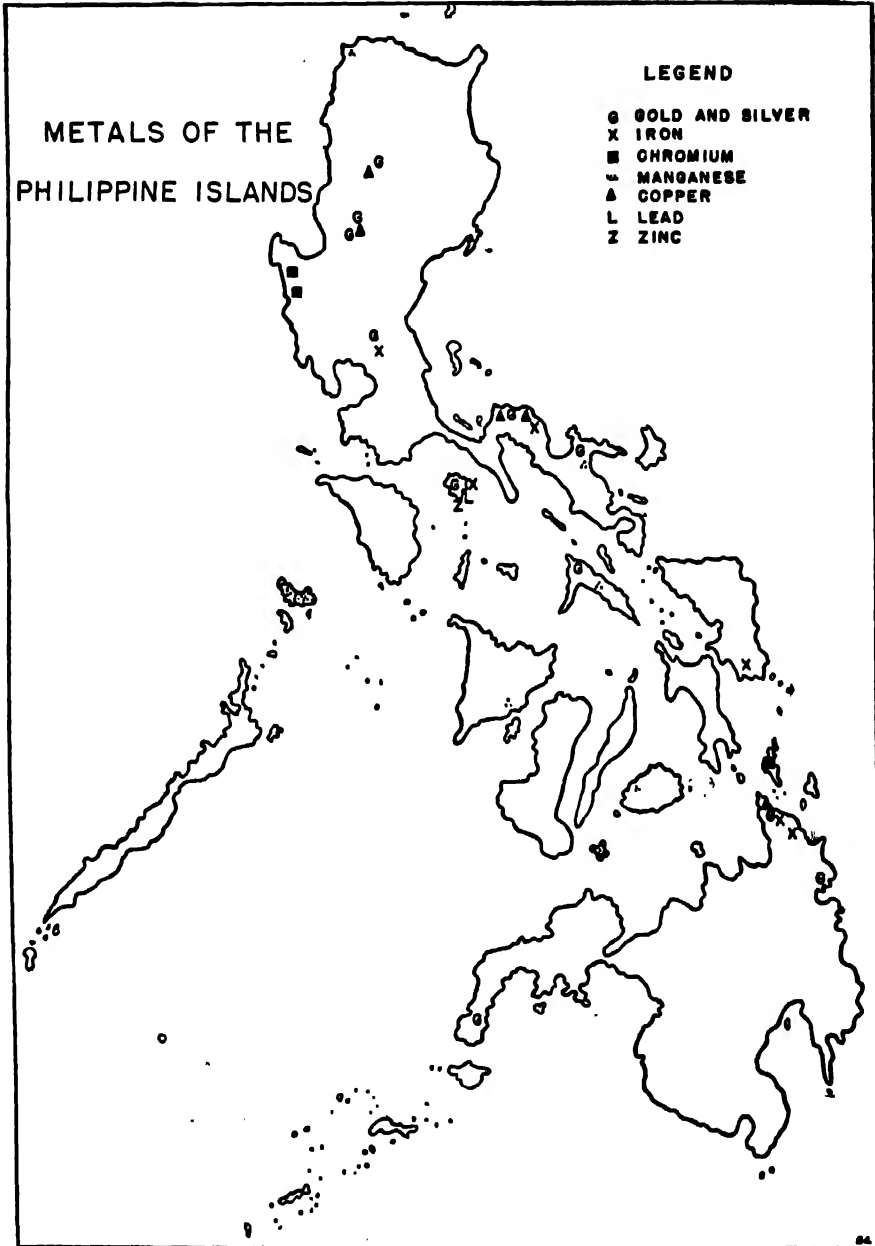 METALS OF THE
PHILIPPINE ISLANDS
LEGEND
G GOLD AND SILVER
X IRON
■ CHROMIUM
MANGANESE
▲ COPPER
L LEAD
Z ZINC
G
G
G
G
G
X
G
X
G
G X
Z L
G
X
G
X
X
G
G